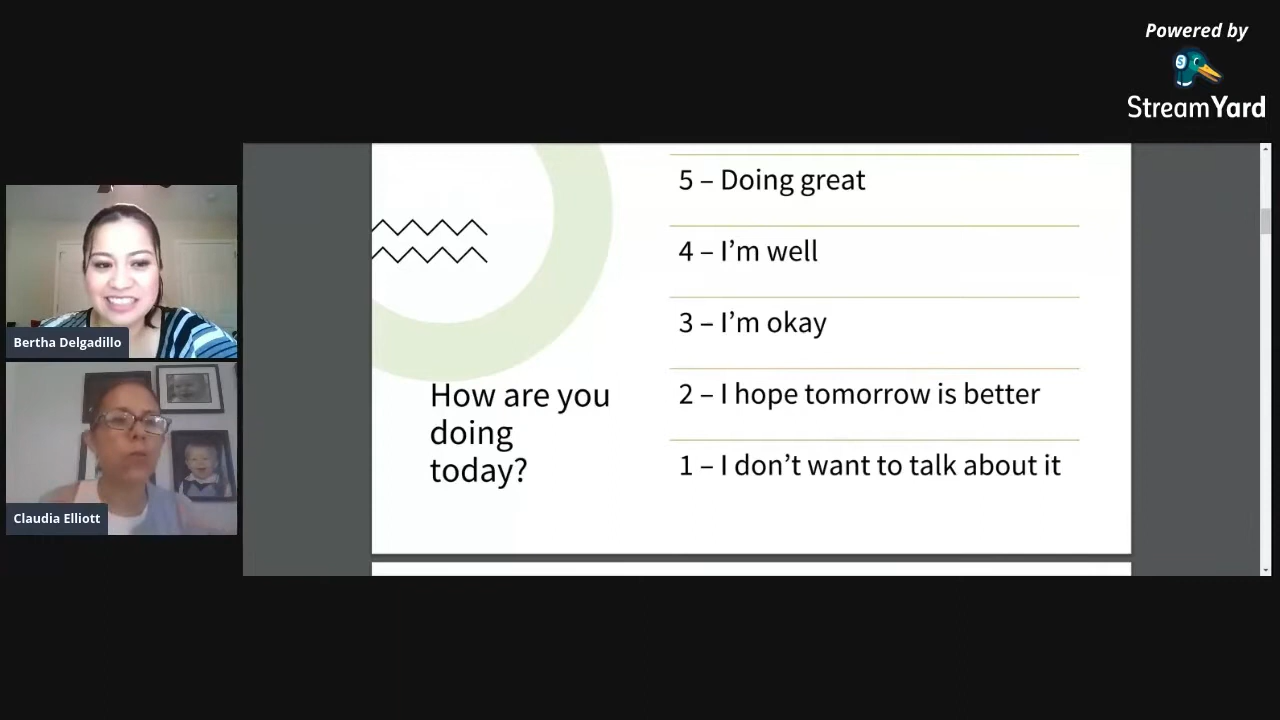 Powered by
StreamYard
Bertha Delgadillo
Claudia Elliott
How are you
doing
today?
5 – Doing great
4 – I’m well
3 – I’m okay
2 – I hope tomorrow is better
1 – I don’t want to talk about it